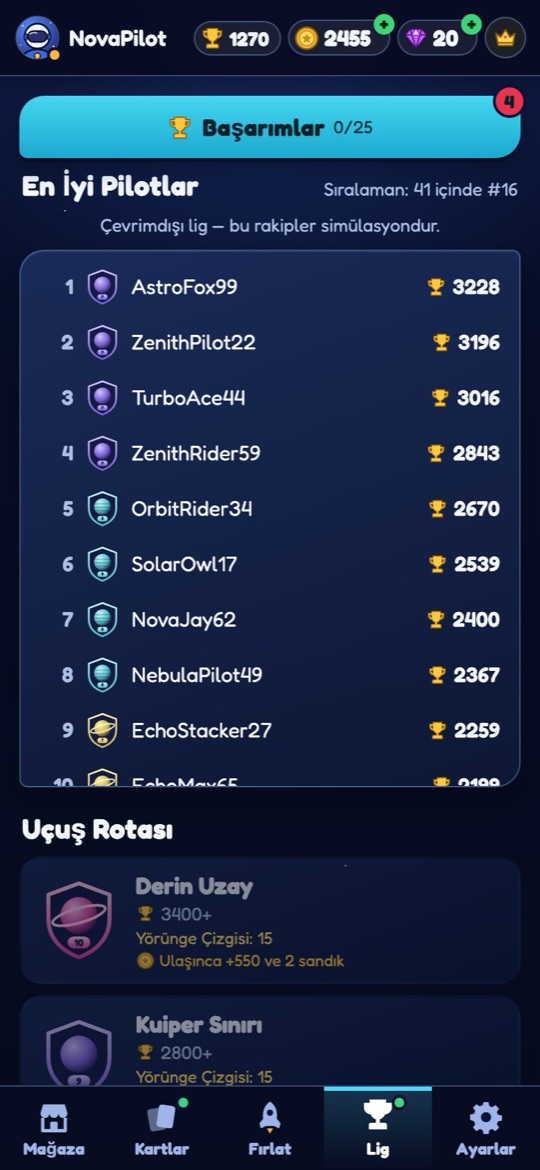 NovaPilot 1270 2455 20
4
Başarımlar 0/25
En İyi Pilotlar Sıralaman: 41 içinde #16
Çevrimdışı lig — bu rakipler simülasyondur.
1 AstroFox99 3228
2 ZenithPilot22 3196
3 TurboAce44 3016
4 ZenithRider59 2843
5 OrbitRider34 2670
6 SolarOwl17 2539
7 NovaJay62 2400
8 NebulaPilot49 2367
9 EchoStacker27 2259
10 EchoMax65 2199
Uçuş Rotası
Derin Uzay
3400+
10
Yörünge Çizgisi: 15
Ulaşınca +550 ve 2 sandık
Kuiper Sınırı
2800+
Yörünge Çizgisi: 15
Mağaza Kartlar Fırlat Lig Ayarlar